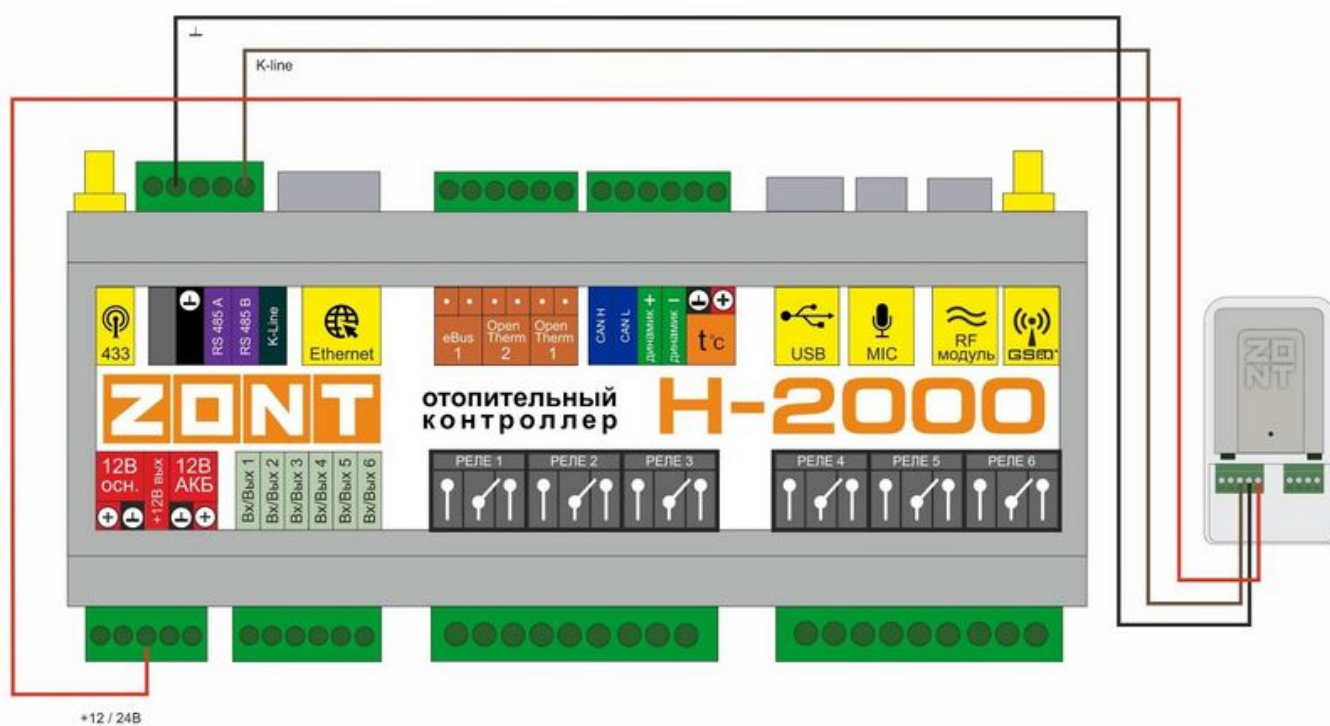 ⊥
K-line
433
⊥
RS 485 A
RS 485 B
K-Line
Ethernet
eBus
1
Open
Therm
2
Open
Therm
1
CAN H
CAN L
динамик +
динамик −
⊥ +
t°C
USB
MIC
RF
модуль
GSM
ZONT
отопительный
контроллер
H-2000
12В
осн.
+12В вых
12В
АКБ
+ ⊥ ⊥ +
Вх/Вых 1
Вх/Вых 2
Вх/Вых 3
Вх/Вых 4
Вх/Вых 5
Вх/Вых 6
РЕЛЕ 1
РЕЛЕ 2
РЕЛЕ 3
РЕЛЕ 4
РЕЛЕ 5
РЕЛЕ 6
ZO
NT
+12 / 24В